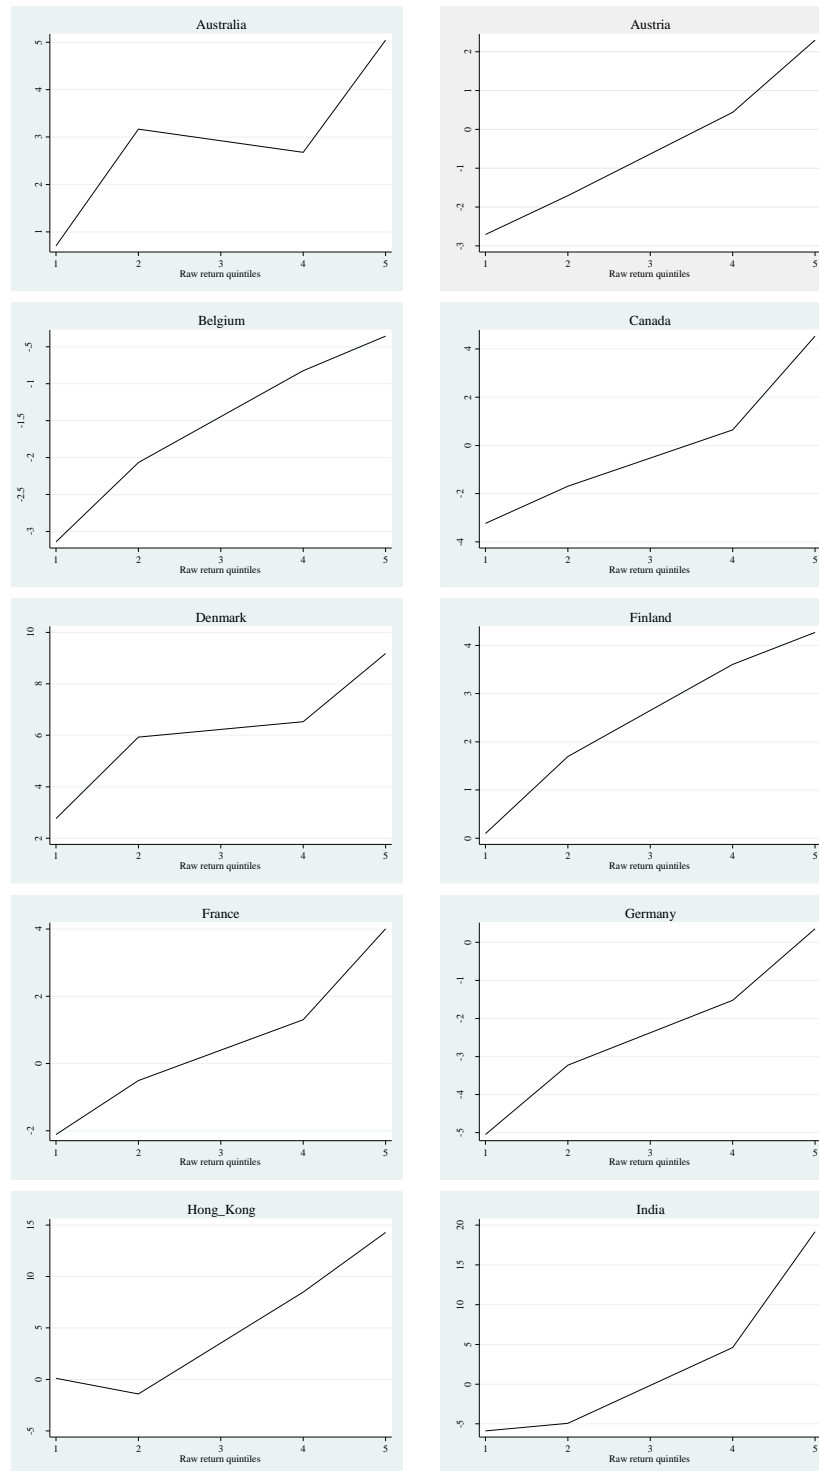 Australia
5
4
3
2
1
1 2 3 4 5
Raw return quintiles
Austria
2
1
0
-1
-2
-3
1 2 3 4 5
Raw return quintiles
Belgium
-.5
-1
-1.5
-2
-2.5
-3
1 2 3 4 5
Raw return quintiles
Canada
4
2
0
-2
-4
1 2 3 4 5
Raw return quintiles
Denmark
10
8
6
4
2
1 2 3 4 5
Raw return quintiles
Finland
4
3
2
1
0
1 2 3 4 5
Raw return quintiles
France
4
2
0
-2
1 2 3 4 5
Raw return quintiles
Germany
0
-1
-2
-3
-4
-5
1 2 3 4 5
Raw return quintiles
Hong_Kong
15
10
5
0
-5
1 2 3 4 5
Raw return quintiles
India
20
15
10
5
0
-5
1 2 3 4 5
Raw return quintiles